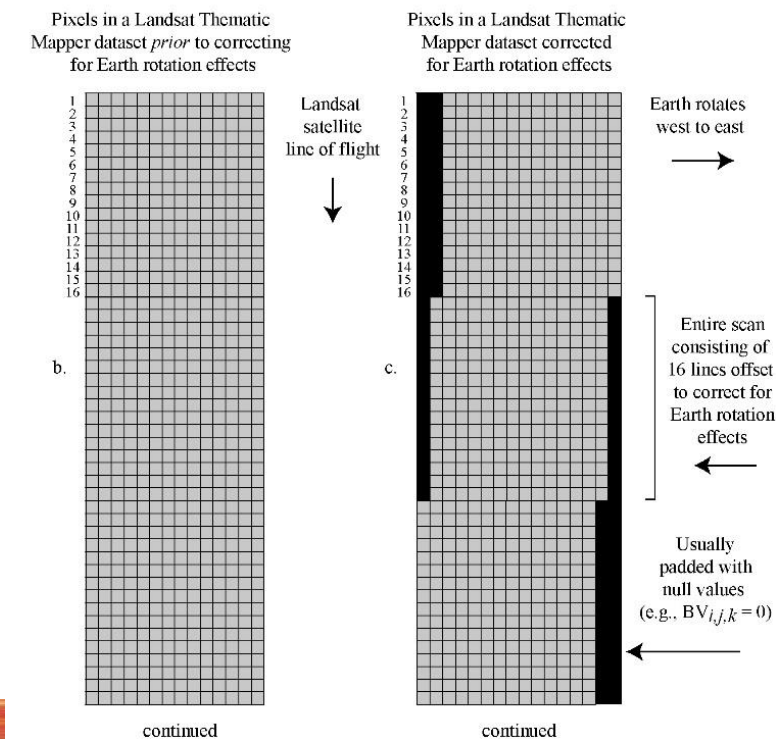 Pixels in a Landsat Thematic
Mapper dataset prior to correcting
for Earth rotation effects
1
2
3
4
5
6
7
8
9
10
11
12
13
14
15
16
b.
Landsat
satellite
line of flight
continued
Pixels in a Landsat Thematic
Mapper dataset corrected
for Earth rotation effects
1
2
3
4
5
6
7
8
9
10
11
12
13
14
15
16
c.
Earth rotates
west to east
Entire scan
consisting of
16 lines offset
to correct for
Earth rotation
effects
Usually
padded with
null values
(e.g., BVi,j,k = 0)
continued